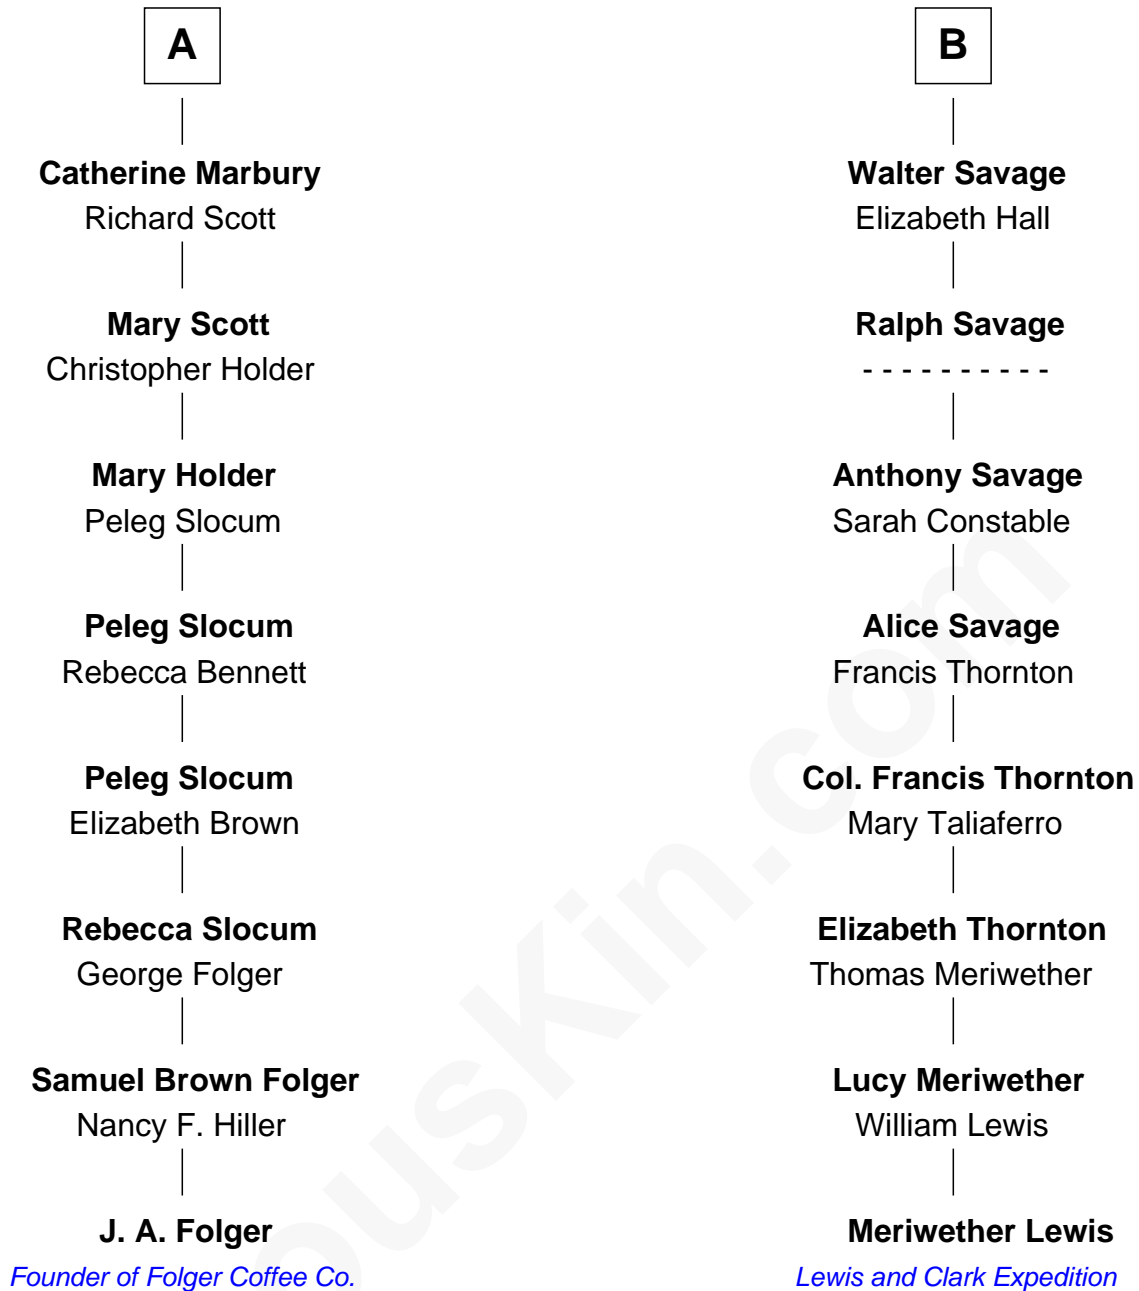 A
Catherine Marbury
Richard Scott
Mary Scott
Christopher Holder
Mary Holder
Peleg Slocum
Peleg Slocum
Rebecca Bennett
Peleg Slocum
Elizabeth Brown
Rebecca Slocum
George Folger
Samuel Brown Folger
Nancy F. Hiller
J. A. Folger
Founder of Folger Coffee Co.
B
Walter Savage
Elizabeth Hall
Ralph Savage
- - - - - - - - - -
Anthony Savage
Sarah Constable
Alice Savage
Francis Thornton
Col. Francis Thornton
Mary Taliaferro
Elizabeth Thornton
Thomas Meriwether
Lucy Meriwether
William Lewis
Meriwether Lewis
Lewis and Clark Expedition
ouskin.com